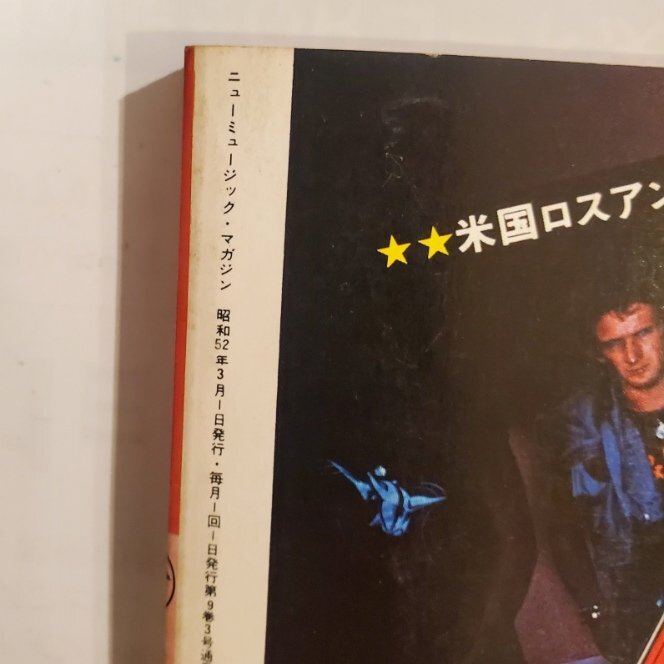 ニューミュージック・マガジン 昭和52年3月1日発行・毎月1回1日発行第9巻3号通
★★米国ロスアン